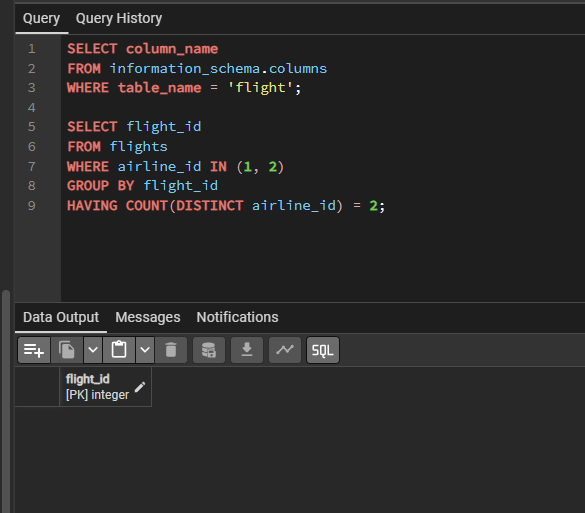 Query Query History
1 SELECT column_name
2 FROM information_schema.columns
3 WHERE table_name = 'flight';
4
5 SELECT flight_id
6 FROM flights
7 WHERE airline_id IN (1, 2)
8 GROUP BY flight_id
9 HAVING COUNT(DISTINCT airline_id) = 2;
Data Output Messages Notifications
SQL
flight_id
[PK] integer